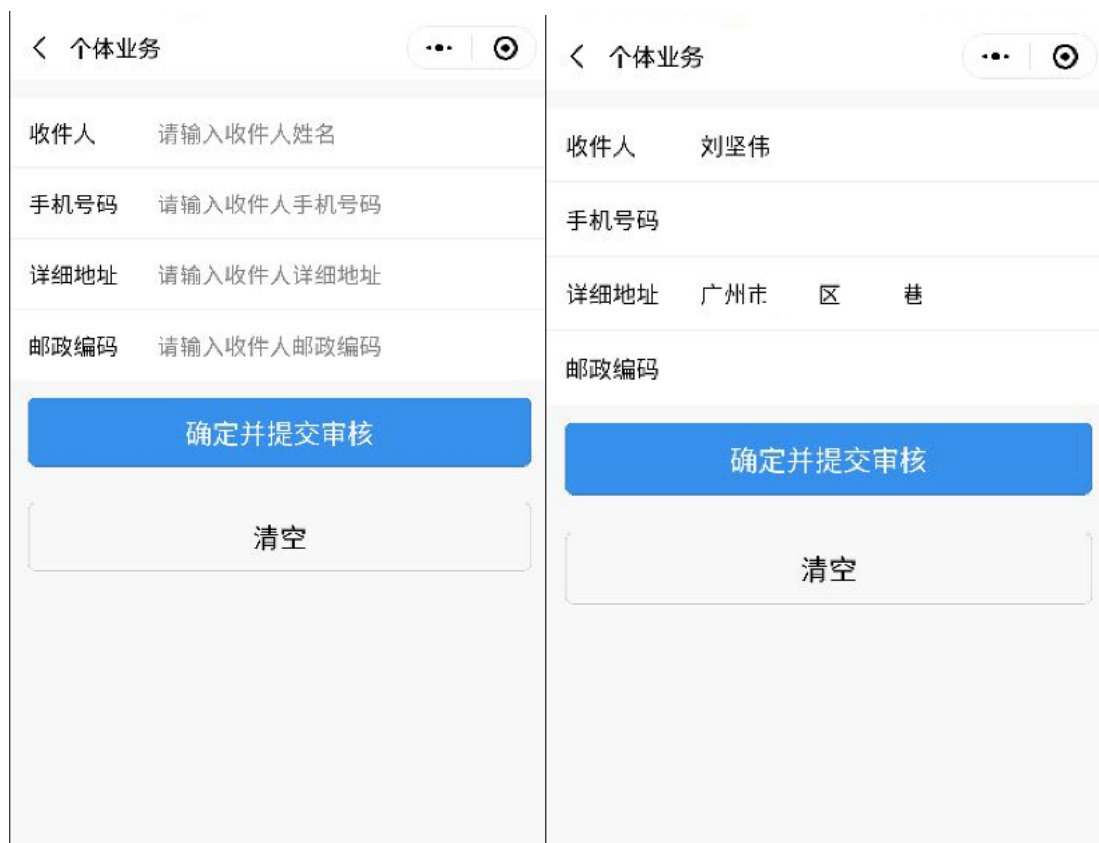 个体业务
收件人 请输入收件人姓名
手机号码 请输入收件人手机号码
详细地址 请输入收件人详细地址
邮政编码 请输入收件人邮政编码
确定并提交审核
清空
个体业务
收件人 刘坚伟
手机号码
详细地址 广州市 区 巷
邮政编码
确定并提交审核
清空